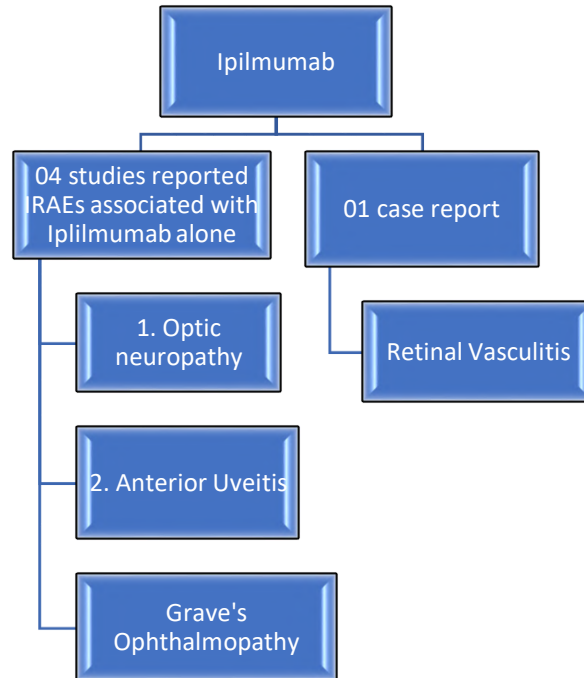 Ipilmumab
04 studies reported
IRAEs associated with
Iplilmumab alone
01 case report
1. Optic
neuropathy
Retinal Vasculitis
2. Anterior Uveitis
Grave's
Ophthalmopathy